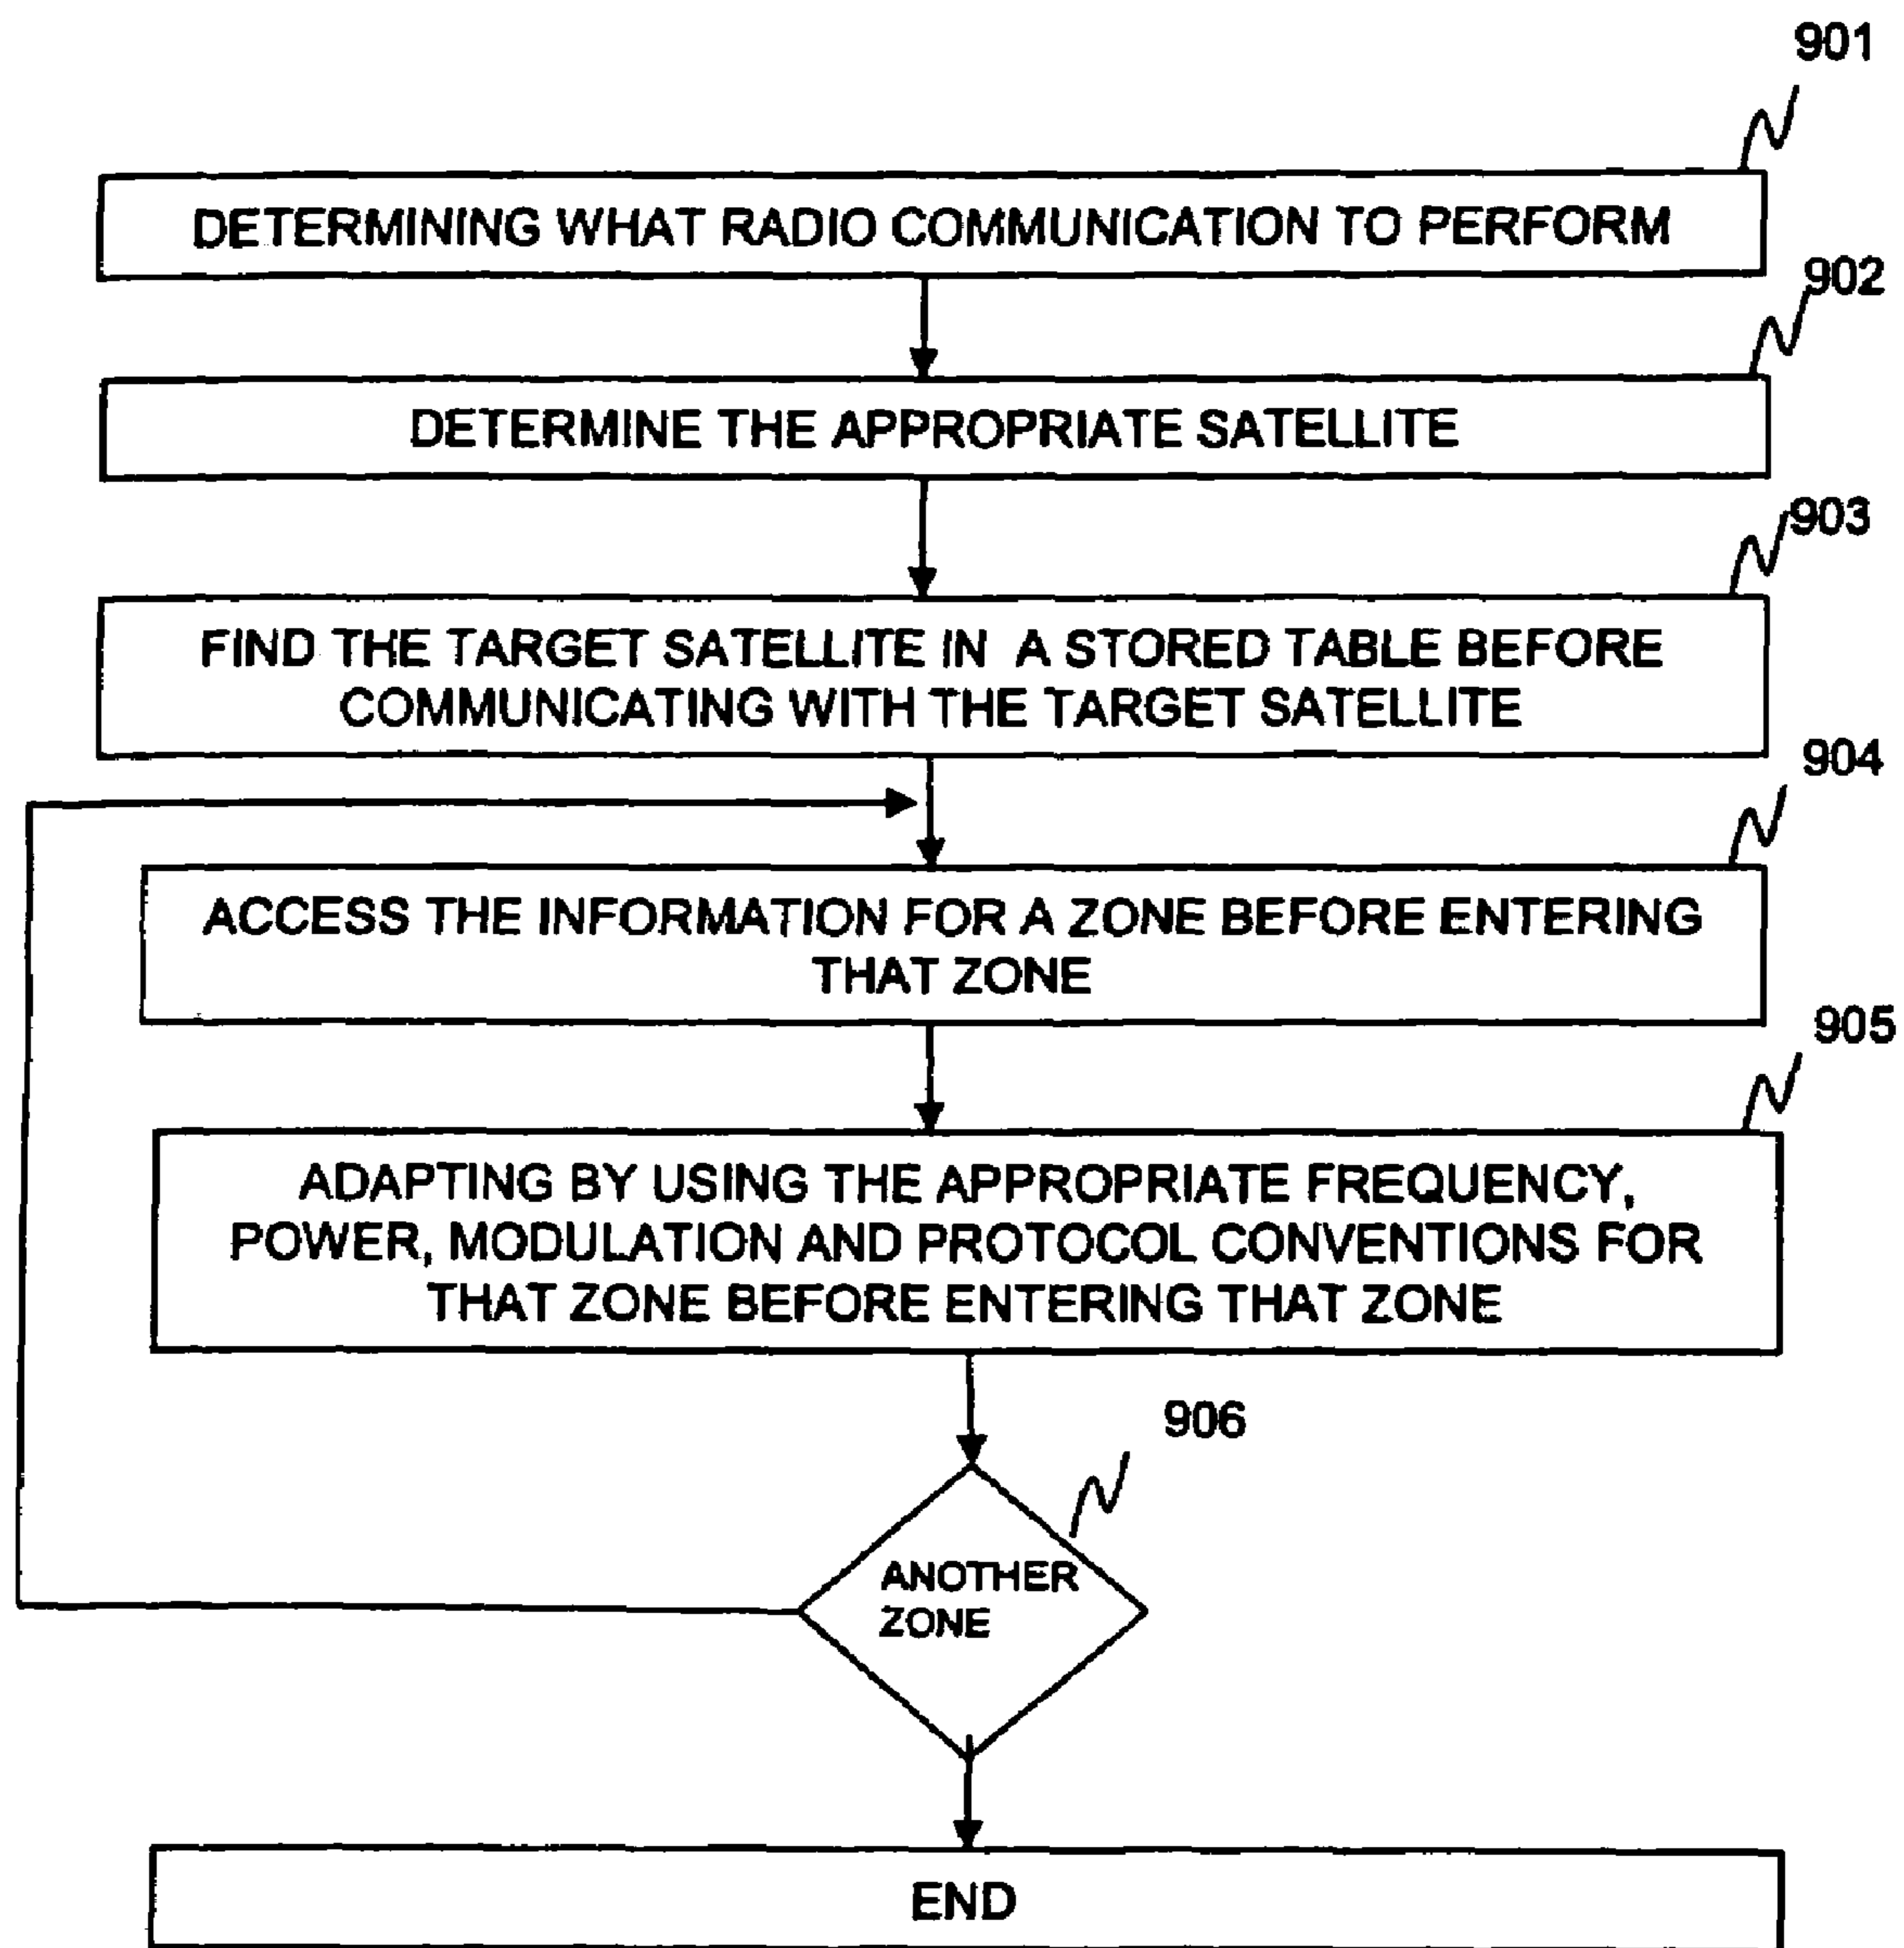 901
DETERMINING WHAT RADIO COMMUNICATION TO PERFORM
902
DETERMINE THE APPROPRIATE SATELLITE
903
FIND THE TARGET SATELLITE IN A STORED TABLE BEFORE
COMMUNICATING WITH THE TARGET SATELLITE
904
ACCESS THE INFORMATION FOR A ZONE BEFORE ENTERING
THAT ZONE
905
ADAPTING BY USING THE APPROPRIATE FREQUENCY,
POWER, MODULATION AND PROTOCOL CONVENTIONS FOR
THAT ZONE BEFORE ENTERING THAT ZONE
906
ANOTHER
ZONE
END